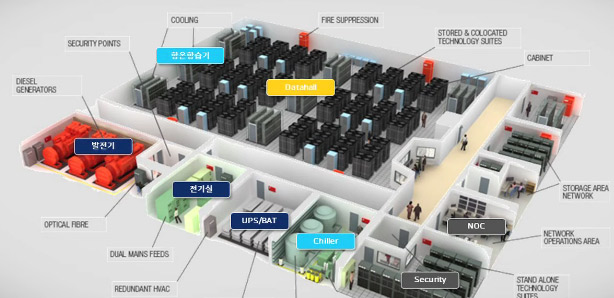 COOLING
FIRE SUPPRESSION
SECURITY POINTS
STORED & COLOCATED
TECHNOLOGY SUITES
항온항습기
CABINET
DIESEL
GENERATORS
Datahall
발전기
전기실
STORAGE AREA
NETWORK
OPTICAL FIBRE
UPS/BAT
NOC
Chiller
NETWORK
OPERATIONS AREA
DUAL MAINS FEEDS
Security
STAND ALONE
TECHNOLOGY
SUITES
REDUNDANT HVAC